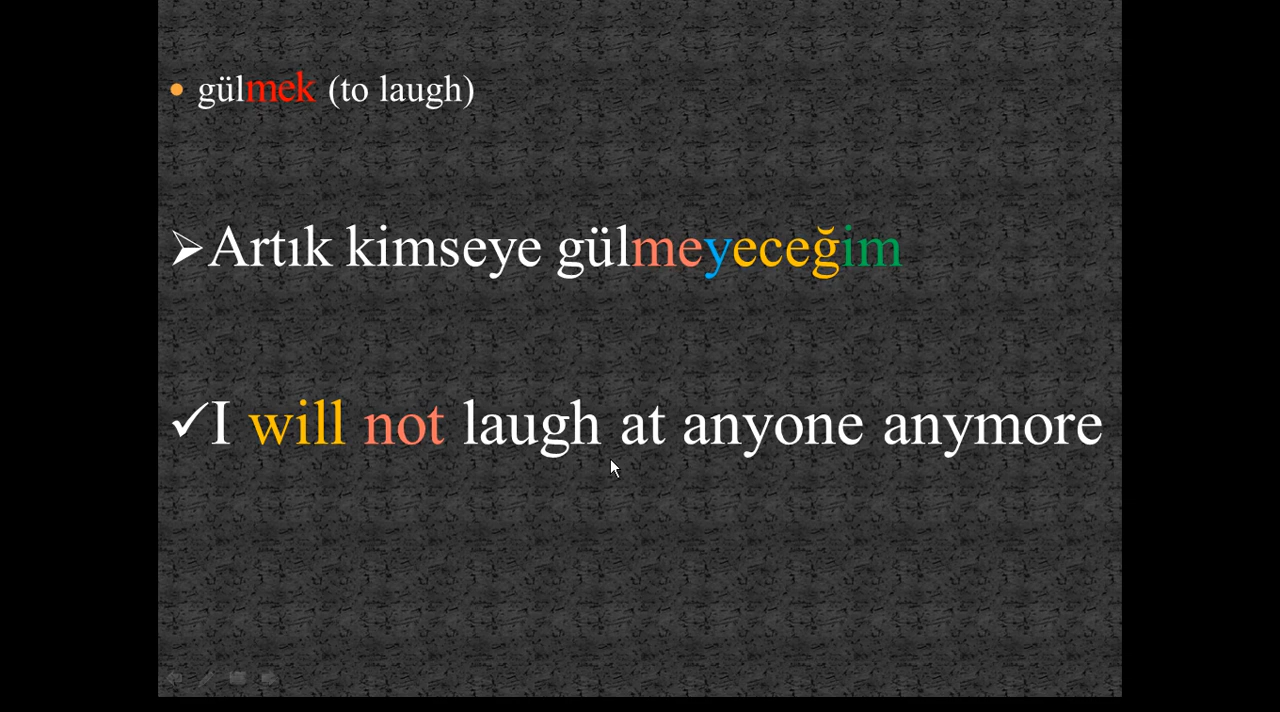 • gülmek (to laugh)
➢Artık kimseye gülmeyeceğim
✓I will not laugh at anyone anymore